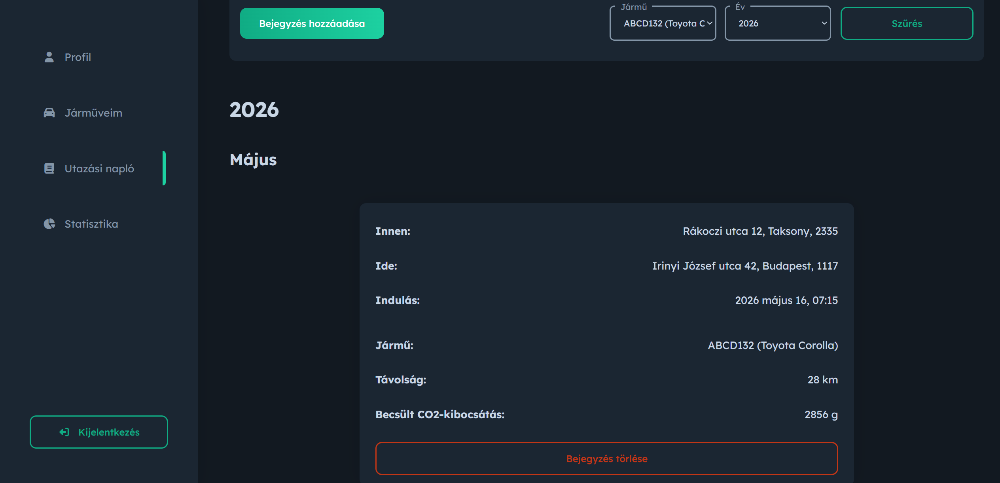 Profil
Járműveim
Utazási napló
Statisztika
Kijelentkezés
Bejegyzés hozzáadása
Jármű
ABCD132 (Toyota C
Év
2026
Szűrés
2026
Május
Innen: Rákoczi utca 12, Taksony, 2335
Ide: Irinyi József utca 42, Budapest, 1117
Indulás: 2026 május 16, 07:15
Jármű: ABCD132 (Toyota Corolla)
Távolság: 28 km
Becsült CO2-kibocsátás: 2856 g
Bejegyzés törlése